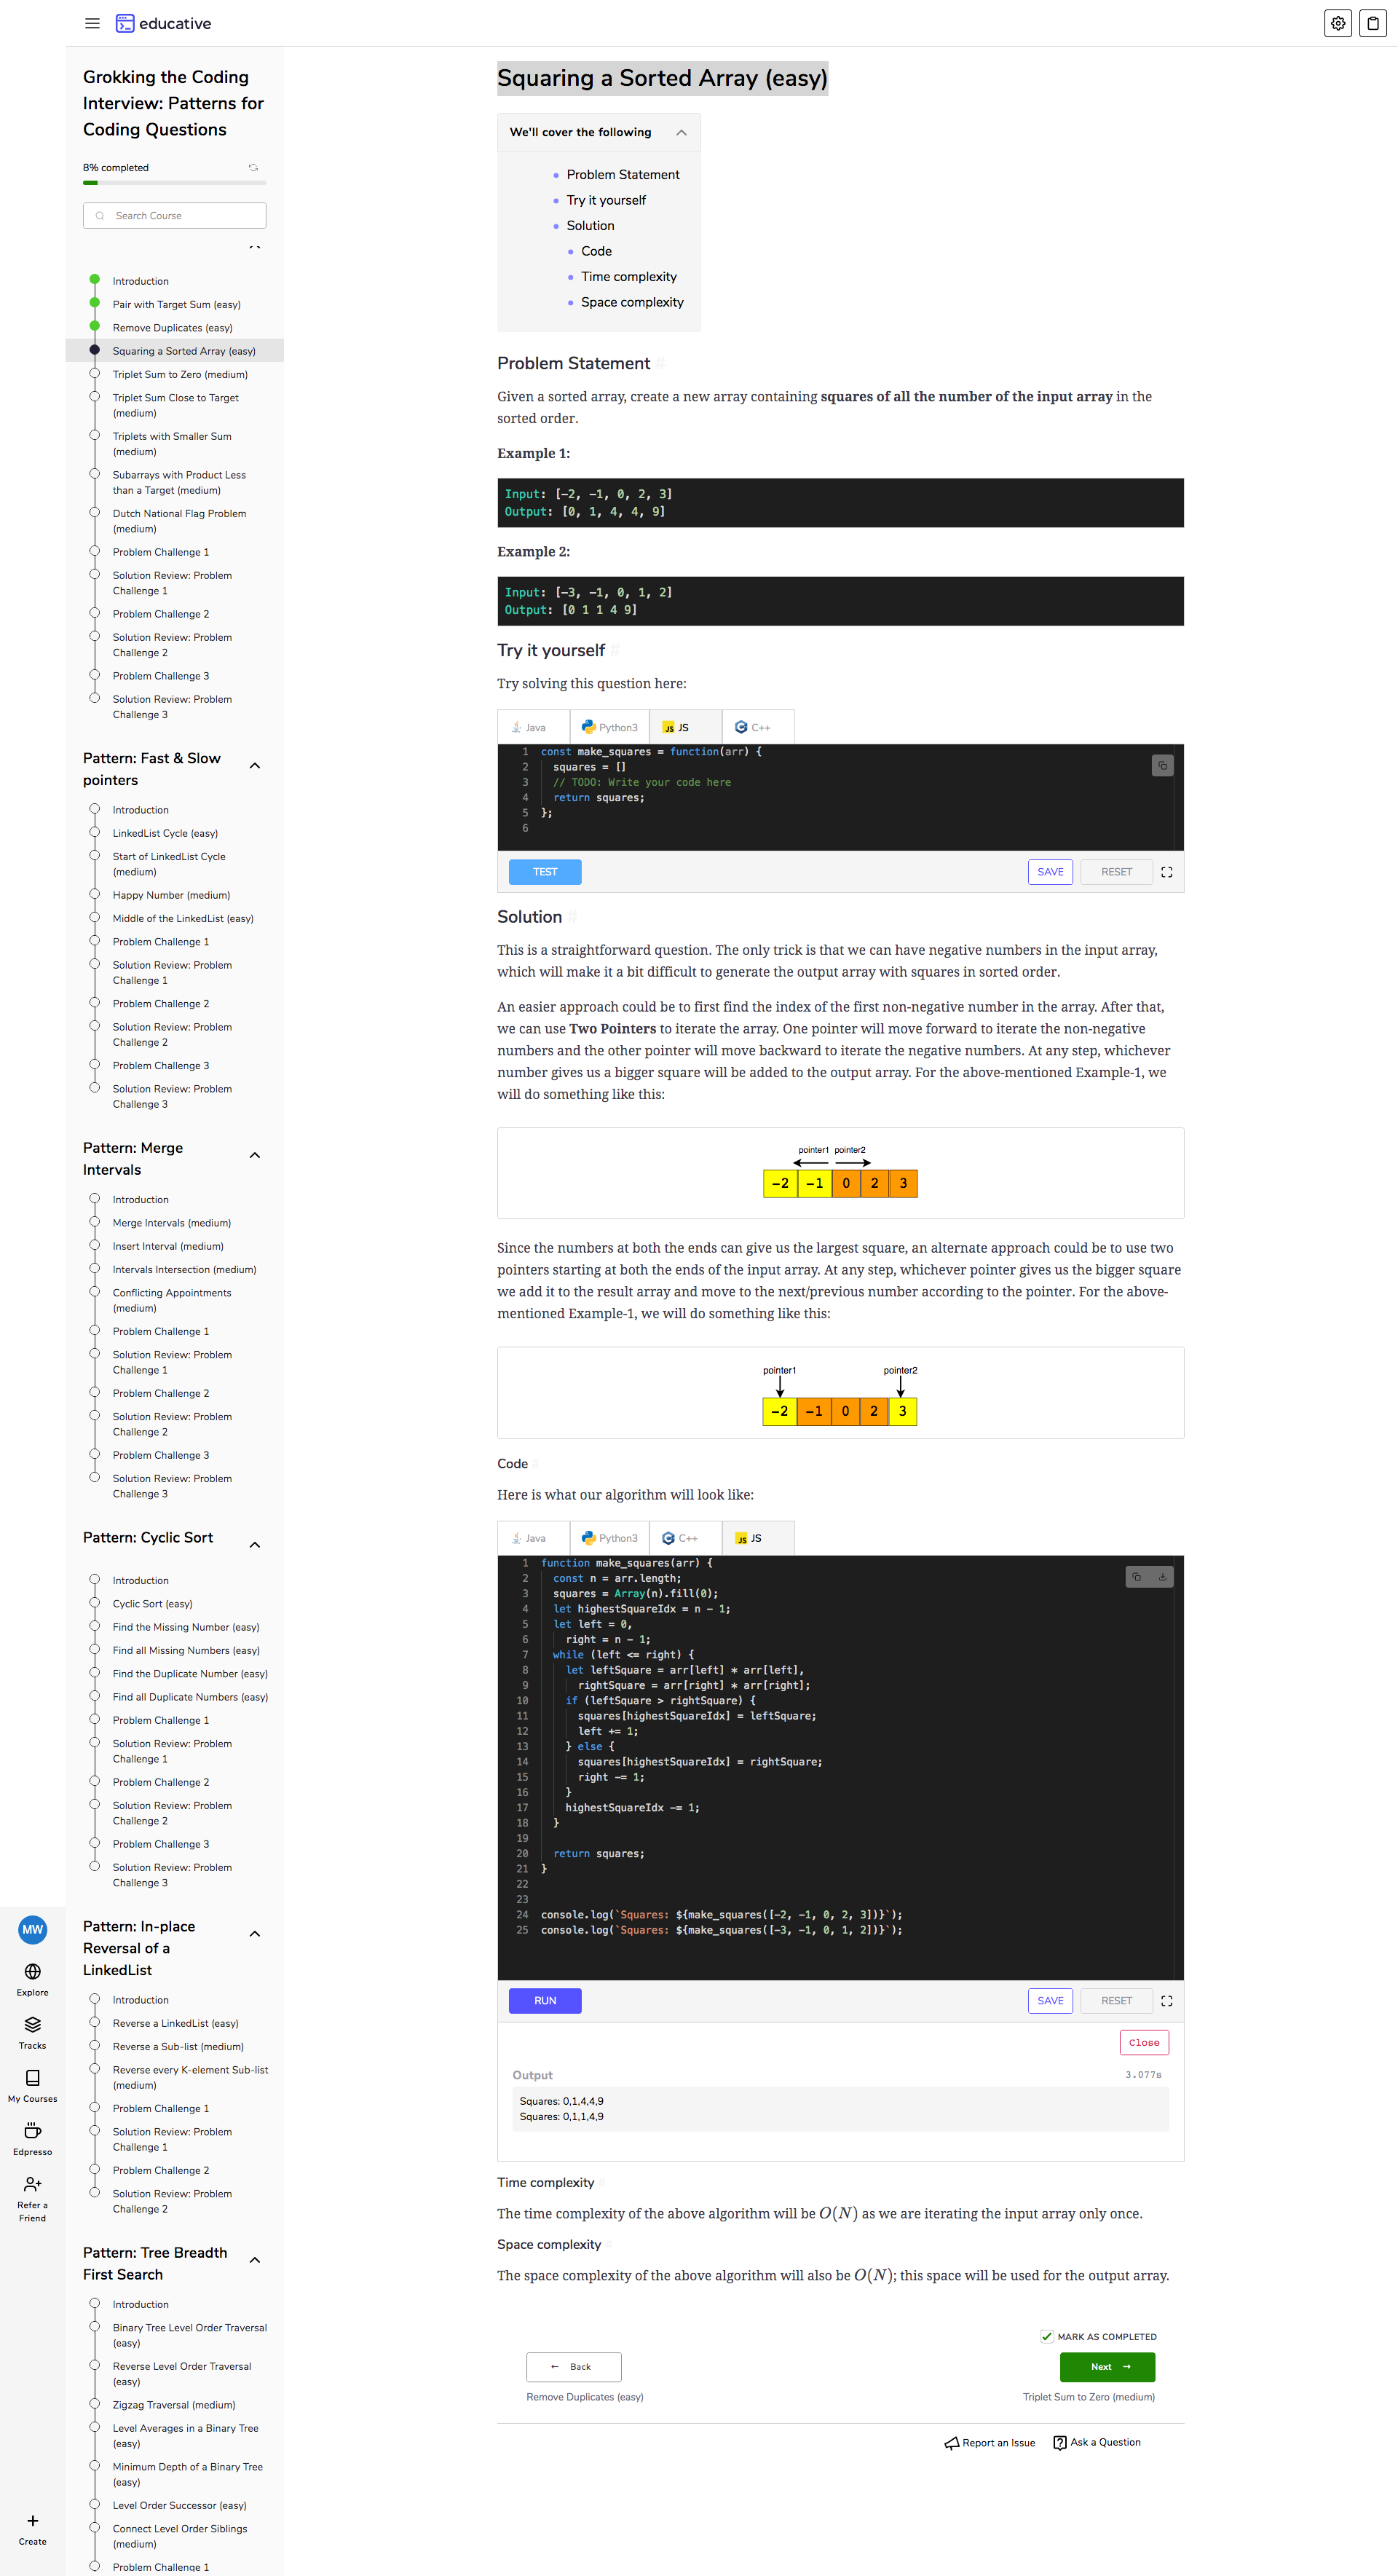 educative
Grokking the Coding
Interview: Patterns for
Coding Questions
8% completed
Search Course
Introduction
Pair with Target Sum (easy)
Remove Duplicates (easy)
Squaring a Sorted Array (easy)
Triplet Sum to Zero (medium)
Triplet Sum Close to Target
(medium)
Triplets with Smaller Sum
(medium)
Subarrays with Product Less
than a Target (medium)
Dutch National Flag Problem
(medium)
Problem Challenge 1
Solution Review: Problem
Challenge 1
Problem Challenge 2
Solution Review: Problem
Challenge 2
Problem Challenge 3
Solution Review: Problem
Challenge 3
Pattern: Fast & Slow
pointers
Introduction
LinkedList Cycle (easy)
Start of LinkedList Cycle
(medium)
Happy Number (medium)
Middle of the LinkedList (easy)
Problem Challenge 1
Solution Review: Problem
Challenge 1
Problem Challenge 2
Solution Review: Problem
Challenge 2
Problem Challenge 3
Solution Review: Problem
Challenge 3
Pattern: Merge
Intervals
Introduction
Merge Intervals (medium)
Insert Interval (medium)
Intervals Intersection (medium)
Conflicting Appointments
(medium)
Problem Challenge 1
Solution Review: Problem
Challenge 1
Problem Challenge 2
Solution Review: Problem
Challenge 2
Problem Challenge 3
Solution Review: Problem
Challenge 3
Pattern: Cyclic Sort
Introduction
Cyclic Sort (easy)
Find the Missing Number (easy)
Find all Missing Numbers (easy)
Find the Duplicate Number (easy)
Find all Duplicate Numbers (easy)
Problem Challenge 1
Solution Review: Problem
Challenge 1
Problem Challenge 2
Solution Review: Problem
Challenge 2
Problem Challenge 3
Solution Review: Problem
Challenge 3
Pattern: In-place
Reversal of a
LinkedList
Introduction
Reverse a LinkedList (easy)
Reverse a Sub-list (medium)
Reverse every K-element Sub-list
(medium)
Problem Challenge 1
Solution Review: Problem
Challenge 1
Problem Challenge 2
Solution Review: Problem
Challenge 2
Pattern: Tree Breadth
First Search
Introduction
Binary Tree Level Order Traversal
(easy)
Reverse Level Order Traversal
(easy)
Zigzag Traversal (medium)
Level Averages in a Binary Tree
(easy)
Minimum Depth of a Binary Tree
(easy)
Level Order Successor (easy)
Connect Level Order Siblings
(medium)
Problem Challenge 1
MW
Explore
Tracks
My Courses
Edpresso
Refer a
Friend
Create
Squaring a Sorted Array (easy)
We'll cover the following
Problem Statement
Try it yourself
Solution
Code
Time complexity
Space complexity
Problem Statement #
Given a sorted array, create a new array containing squares of all the number of the input array in the
sorted order.
Example 1:
Input: [-2, -1, 0, 2, 3]
Output: [0, 1, 4, 4, 9]
Example 2:
Input: [-3, -1, 0, 1, 2]
Output: [0 1 1 4 9]
Try it yourself #
Try solving this question here:
Java Python3 JS C++
1 const make_squares = function(arr) {
2 squares = []
3 // TODO: Write your code here
4 return squares;
5 };
6
TEST SAVE RESET
Solution #
This is a straightforward question. The only trick is that we can have negative numbers in the input array,
which will make it a bit difficult to generate the output array with squares in sorted order.
An easier approach could be to first find the index of the first non-negative number in the array. After that,
we can use Two Pointers to iterate the array. One pointer will move forward to iterate the non-negative
numbers and the other pointer will move backward to iterate the negative numbers. At any step, whichever
number gives us a bigger square will be added to the output array. For the above-mentioned Example-1, we
will do something like this:
pointer1 pointer2
-2 -1 0 2 3
Since the numbers at both the ends can give us the largest square, an alternate approach could be to use two
pointers starting at both the ends of the input array. At any step, whichever pointer gives us the bigger square
we add it to the result array and move to the next/previous number according to the pointer. For the above-
mentioned Example-1, we will do something like this:
pointer1 pointer2
-2 -1 0 2 3
Code #
Here is what our algorithm will look like:
Java Python3 C++ JS
1 function make_squares(arr) {
2 const n = arr.length;
3 squares = Array(n).fill(0);
4 let highestSquareIdx = n - 1;
5 let left = 0,
6 right = n - 1;
7 while (left <= right) {
8 let leftSquare = arr[left] * arr[left],
9 rightSquare = arr[right] * arr[right];
10 if (leftSquare > rightSquare) {
11 squares[highestSquareIdx] = leftSquare;
12 left += 1;
13 } else {
14 squares[highestSquareIdx] = rightSquare;
15 right -= 1;
16 }
17 highestSquareIdx -= 1;
18 }
19
20 return squares;
21 }
22
23
24 console.log(`Squares: ${make_squares([-2, -1, 0, 2, 3])}`);
25 console.log(`Squares: ${make_squares([-3, -1, 0, 1, 2])}`);
RUN SAVE RESET
Close
Output 3.077s
Squares: 0,1,4,4,9
Squares: 0,1,1,4,9
Time complexity #
The time complexity of the above algorithm will be O(N) as we are iterating the input array only once.
Space complexity #
The space complexity of the above algorithm will also be O(N); this space will be used for the output array.
MARK AS COMPLETED
← Back Next →
Remove Duplicates (easy) Triplet Sum to Zero (medium)
Report an Issue Ask a Question